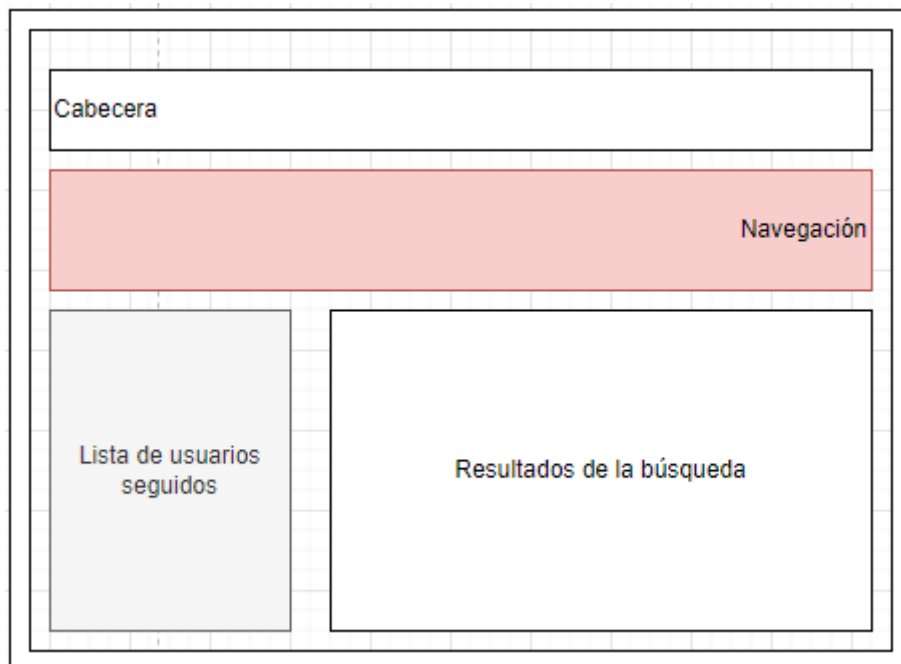 Cabecera
Navegación
Lista de usuarios
seguidos
Resultados de la búsqueda